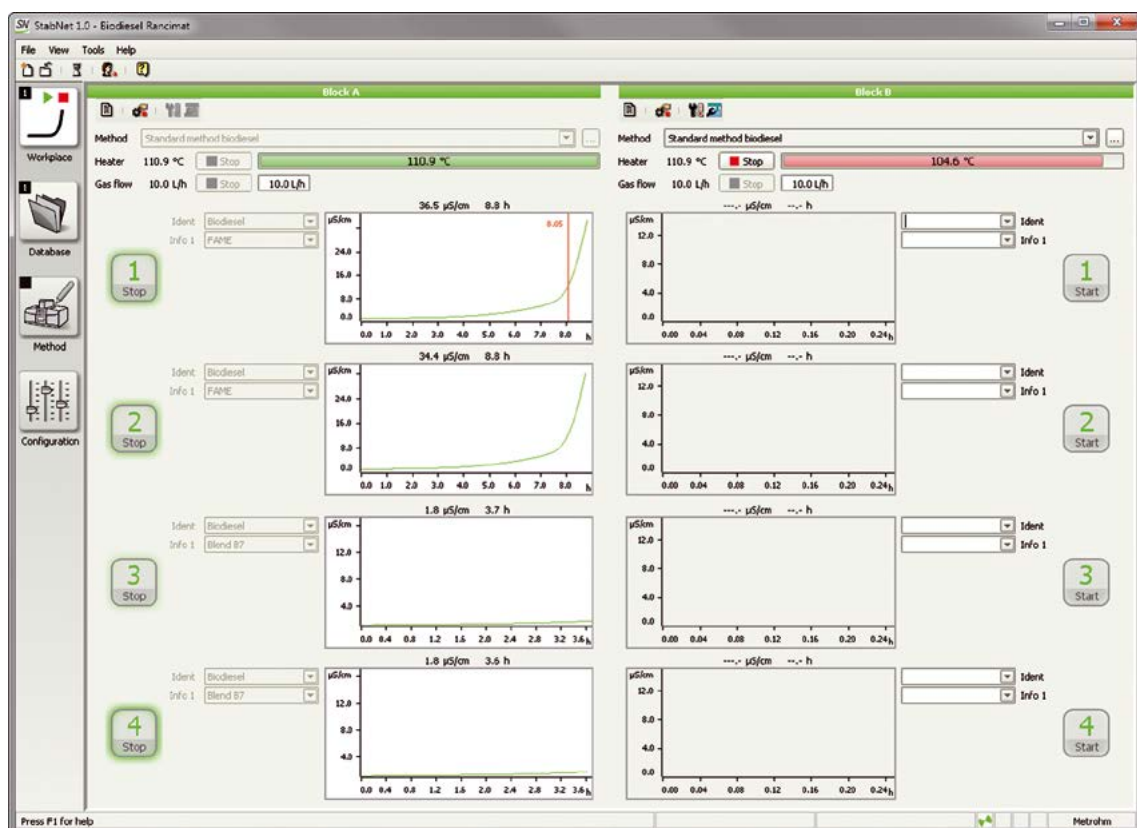 SN StabNet 1.0 - Biodiesel Rancimat
File View Tools Help
1
Workplace
1
Database
Method
Configuration
Block A
Method Standard method biodiesel ...
Heater 110.9 °C Stop 110.9 °C
Gas flow 10.0 L/h Stop 10.0 L/h
36.5 µS/cm 8.8 h
Ident Biodiesel
Info 1 FAME
1
Stop
µS/km
24.0
16.0
8.0
0.0
8.05
0.0 1.0 2.0 3.0 4.0 5.0 6.0 7.0 8.0 h
34.4 µS/cm 8.8 h
Ident Biodiesel
Info 1 FAME
2
Stop
µS/km
24.0
16.0
8.0
0.0
0.0 1.0 2.0 3.0 4.0 5.0 6.0 7.0 8.0 h
1.8 µS/cm 3.7 h
Ident Biodiesel
Info 1 Blend B7
3
Stop
µS/km
12.0
8.0
4.0
0.0 0.4 0.8 1.2 1.6 2.0 2.4 2.8 3.2 3.6 h
1.8 µS/cm 3.6 h
Ident Biodiesel
Info 1 Blend B7
4
Stop
µS/km
12.0
8.0
4.0
0.0 0.4 0.8 1.2 1.6 2.0 2.4 2.8 3.2 3.6 h
Block B
Method Standard method biodiesel ...
Heater 110.9 °C Stop 104.6 °C
Gas flow 10.0 L/h Stop 10.0 L/h
---.- µS/cm --.- h
µS/km
12.0
8.0
4.0
0.00 0.04 0.08 0.12 0.16 0.20 0.24 h
Ident
Info 1
1
Start
---.- µS/cm --.- h
µS/km
12.0
8.0
4.0
0.0
0.00 0.04 0.08 0.12 0.16 0.20 0.24 h
Ident
Info 1
2
Start
---.- µS/cm --.- h
µS/km
12.0
8.0
4.0
0.0
0.00 0.04 0.08 0.12 0.16 0.20 0.24 h
Ident
Info 1
3
Start
---.- µS/cm --.- h
µS/km
12.0
8.0
4.0
0.0
0.00 0.04 0.08 0.12 0.16 0.20 0.24 h
Ident
Info 1
4
Start
Press F1 for help
Metrohm